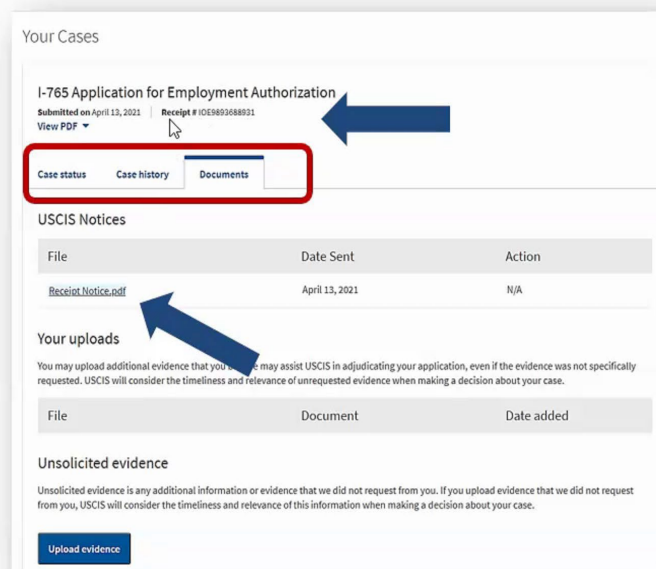 Your Cases
I-765 Application for Employment Authorization
Submitted on April 13, 2021 Receipt # IOE9893688931
View PDF
Case status Case history Documents
USCIS Notices
File Date Sent Action
Receipt Notice.pdf April 13, 2021 N/A
Your uploads
You may upload additional evidence that you may assist USCIS in adjudicating your application, even if the evidence was not specifically
requested. USCIS will consider the timeliness and relevance of unrequested evidence when making a decision about your case.
File Document Date added
Unsolicited evidence
Unsolicited evidence is any additional information or evidence that we did not request from you. If you upload evidence that we did not request
from you, USCIS will consider the timeliness and relevance of this information when making a decision about your case.
Upload evidence